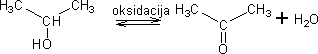 H₃C CH₃ oksidacija H₃C CH₃ + H₂O
CH
HO O